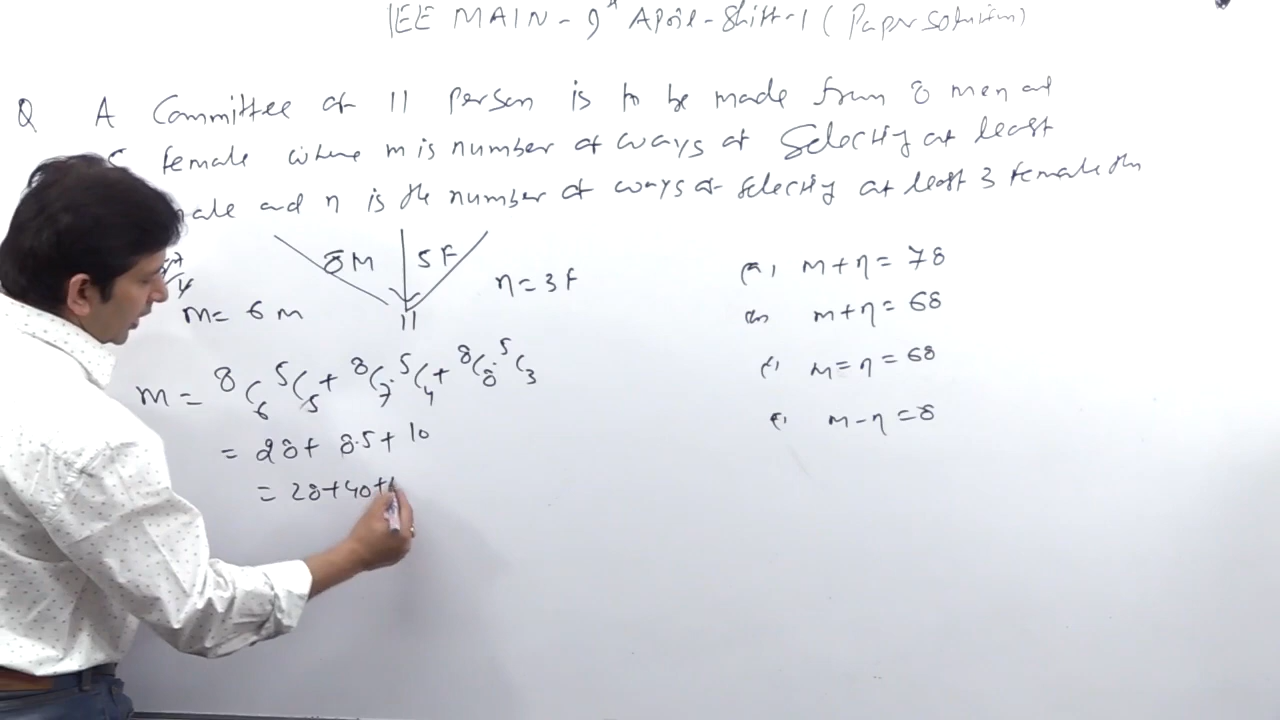 JEE MAIN - 9th April - Shift-1 (Paper solution)
Q A Committee of 11 person is to be made from 8 men and
5 female where m is number of ways of Selecting at least
male and n is the number of ways of selecting at least 3 female then
8M 5F
m = 6 m
n = 3 F
11
m = 8C6 5C5 + 8C7 . 5C4 + 8C8 . 5C3
= 28 + 8.5 + 10
= 28+40+
m + n = 78
m + n = 68
m = n = 68
m - n = 8